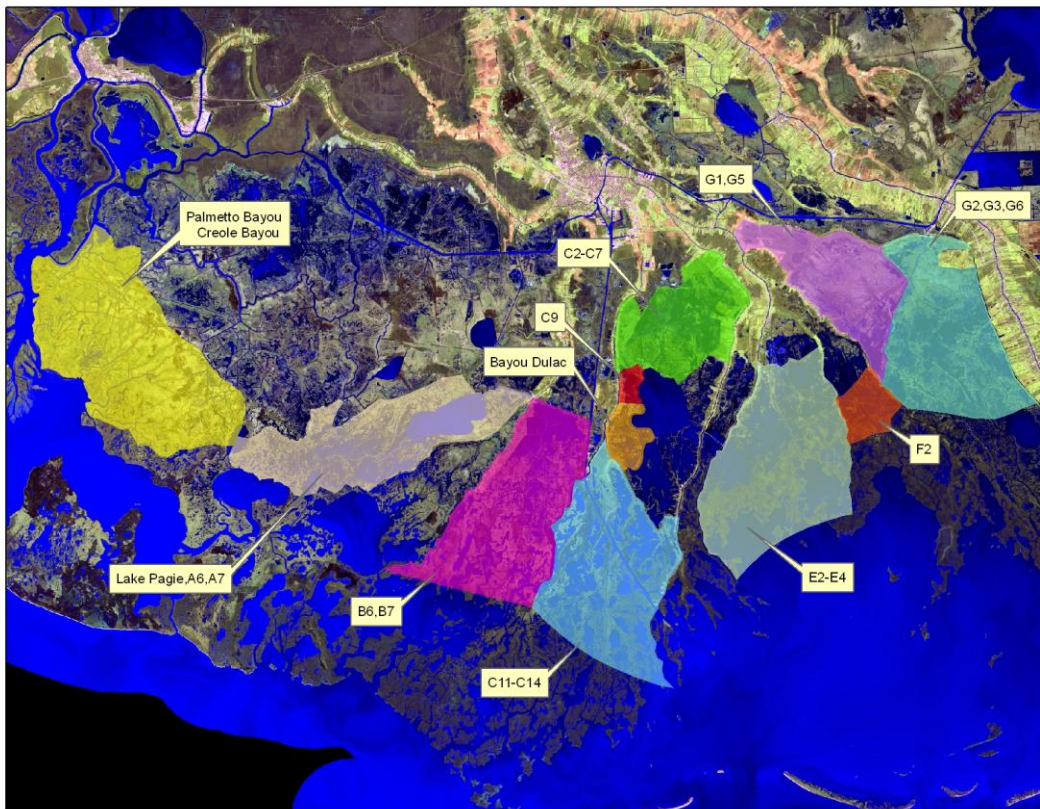 G1,G5
G2,G3,G6
Palmetto Bayou
Creole Bayou
C2-C7
C9
Bayou Dulac
F2
Lake Pagie,A6,A7
E2-E4
B6,B7
C11-C14